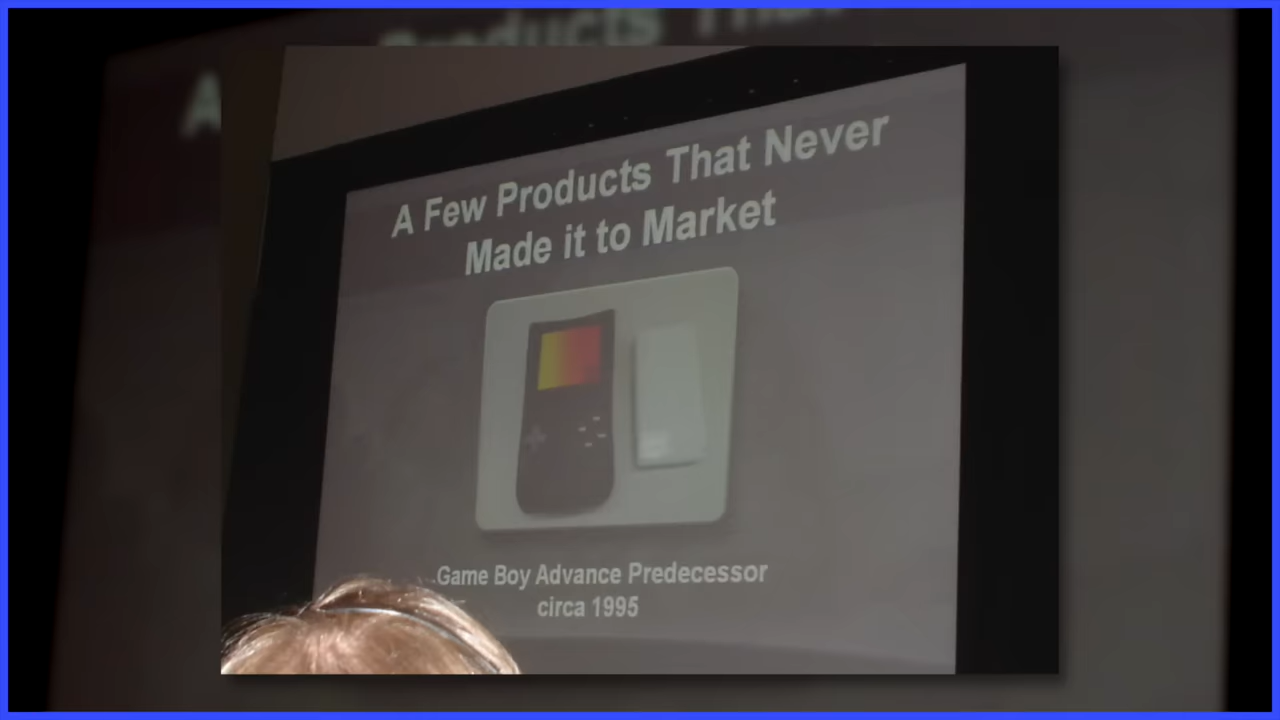 A Few Products That Never
Made it to Market
Game Boy Advance Predecessor
circa 1995